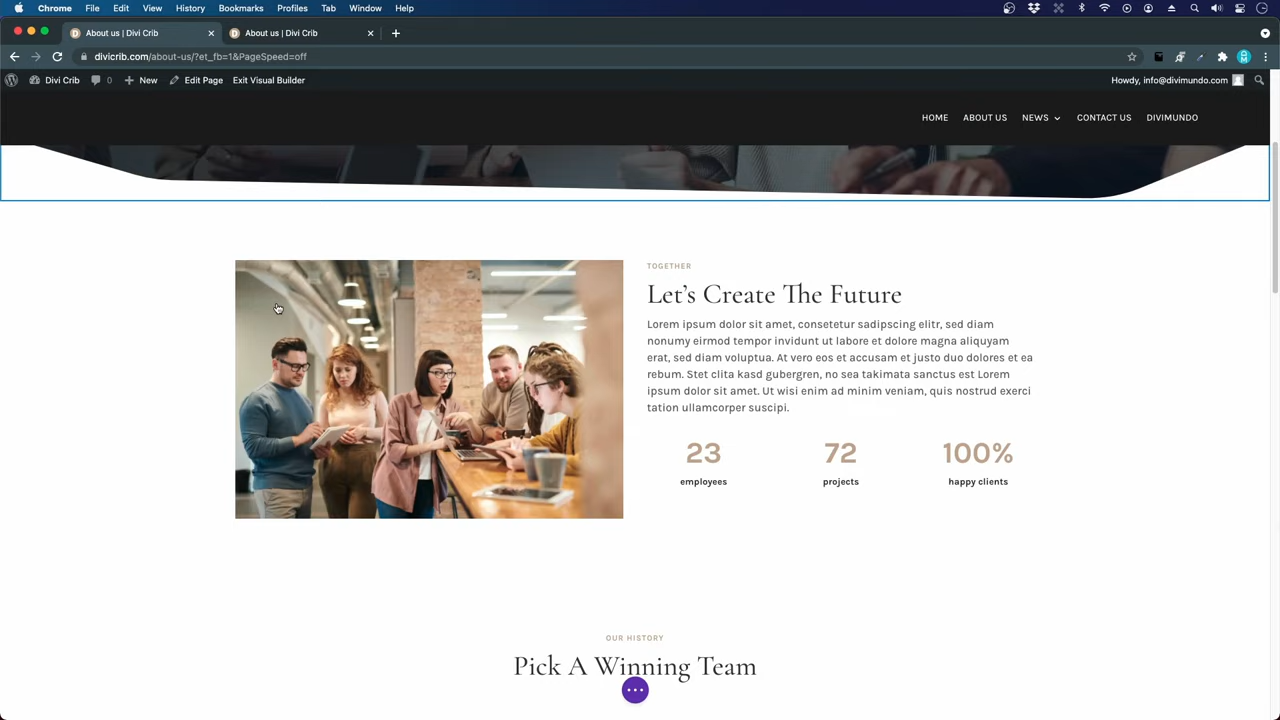 Chrome File Edit View History Bookmarks Profiles Tab Window Help
About us | Divi Crib
About us | Divi Crib
divicrib.com/about-us/?et_fb=1&PageSpeed=off
Divi Crib 0 New Edit Page Exit Visual Builder Howdy, info@divimundo.com
HOME ABOUT US NEWS CONTACT US DIVIMUNDO
TOGETHER
Let's Create The Future
Lorem ipsum dolor sit amet, consetetur sadipscing elitr, sed diam
nonumy eirmod tempor invidunt ut labore et dolore magna aliquyam
erat, sed diam voluptua. At vero eos et accusam et justo duo dolores et ea
rebum. Stet clita kasd gubergren, no sea takimata sanctus est Lorem
ipsum dolor sit amet. Ut wisi enim ad minim veniam, quis nostrud exerci
tation ullamcorper suscipi.
23 72 100%
employees projects happy clients
OUR HISTORY
Pick A Winning Team